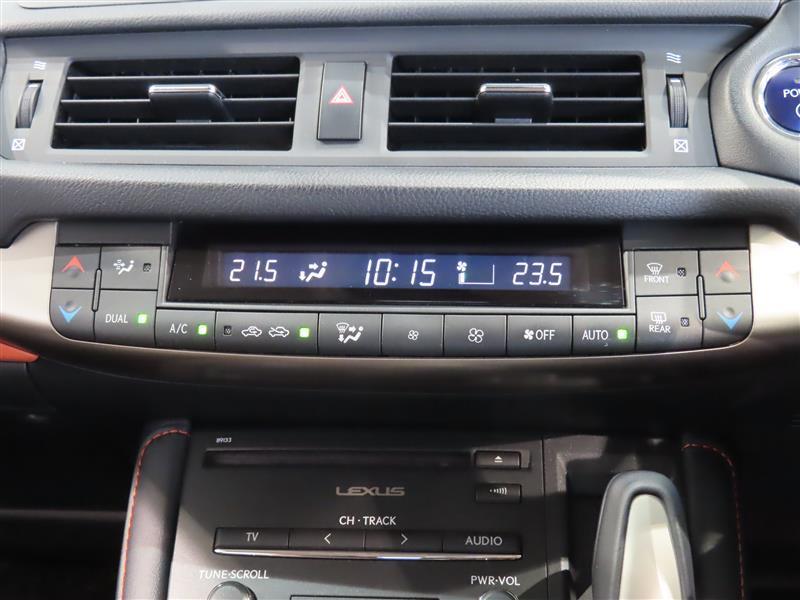 POW
21.5 10:15 23.5
FRONT
DUAL A/C OFF AUTO REAR
89133
LEXUS
CH · TRACK
TV < > AUDIO
TUNE·SCROLL PWR·VOL